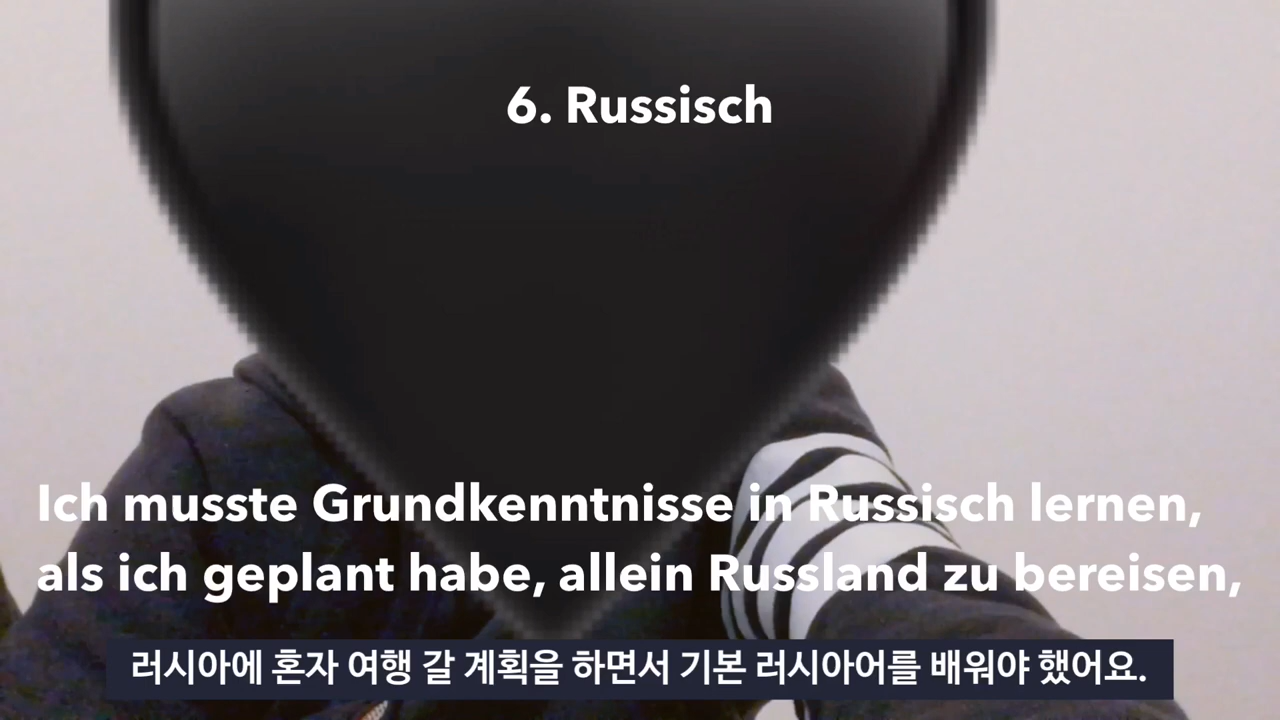 6. Russisch
Ich musste Grundkenntnisse in Russisch lernen,
als ich geplant habe, allein Russland zu bereisen,
러시아에 혼자 여행 갈 계획을 하면서 기본 러시아어를 배워야 했어요.